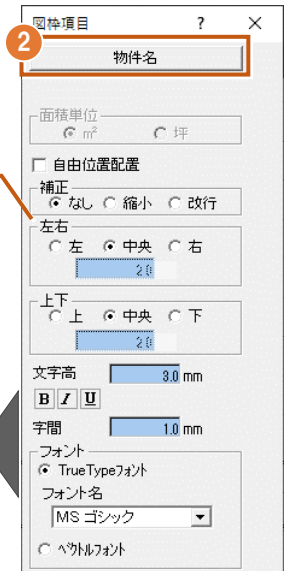 図枠項目 ? ×
2
物件名
面積単位
m² 坪
自由位置配置
補正
なし 縮小 改行
左右
左 中央 右
2.0
上下
上 中央 下
2.0
文字高 3.0 mm
B I U
字間 1.0 mm
フォント
TrueTypeフォント
フォント名
MS ゴシック
ベクトルフォント